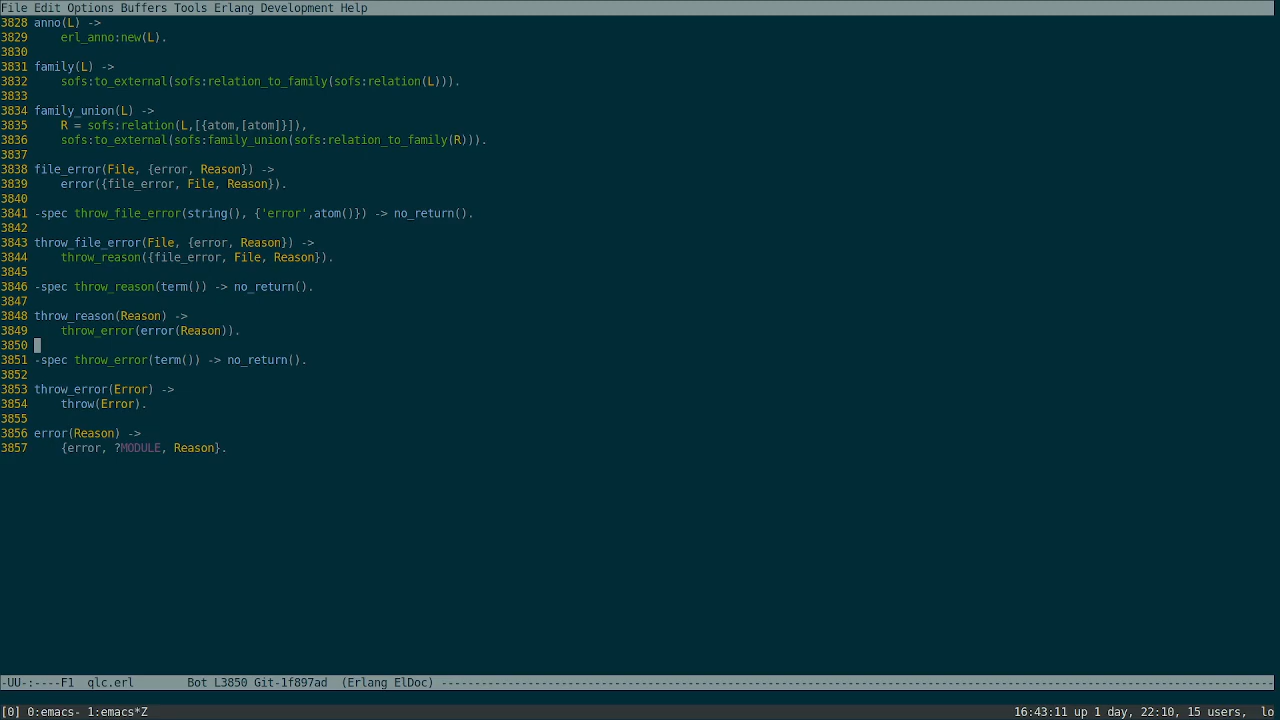 File Edit Options Buffers Tools Erlang Development Help
3828 anno(L) ->
3829     erl_anno:new(L).
3830
3831 family(L) ->
3832     sofs:to_external(sofs:relation_to_family(sofs:relation(L))).
3833
3834 family_union(L) ->
3835     R = sofs:relation(L,[{atom,[atom]}]),
3836     sofs:to_external(sofs:family_union(sofs:relation_to_family(R))).
3837
3838 file_error(File, {error, Reason}) ->
3839     error({file_error, File, Reason}).
3840
3841 -spec throw_file_error(string(), {'error',atom()}) -> no_return().
3842
3843 throw_file_error(File, {error, Reason}) ->
3844     throw_reason({file_error, File, Reason}).
3845
3846 -spec throw_reason(term()) -> no_return().
3847
3848 throw_reason(Reason) ->
3849     throw_error(error(Reason)).
3850
3851 -spec throw_error(term()) -> no_return().
3852
3853 throw_error(Error) ->
3854     throw(Error).
3855
3856 error(Reason) ->
3857     {error, ?MODULE, Reason}.
-UU-:----F1  qlc.erl        Bot L3850 Git-1f897ad  (Erlang ElDoc) ----------------------------------------------------------------------------------------------------------------------------
[0] 0:emacs- 1:emacs*Z 16:43:11 up 1 day, 22:10, 15 users,  lo